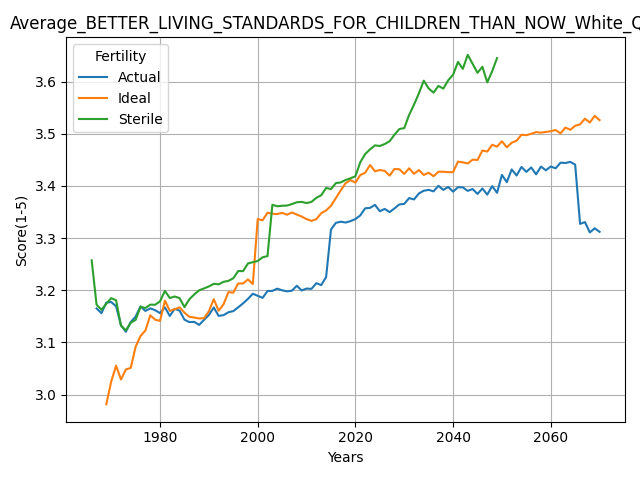 Average_BETTER_LIVING_STANDARDS_FOR_CHILDREN_THAN_NOW_White_Q
Fertility
Actual
Ideal
Sterile
Score(1-5)
3.6
3.5
3.4
3.3
3.2
3.1
3.0
1980 2000 2020 2040 2060
Years